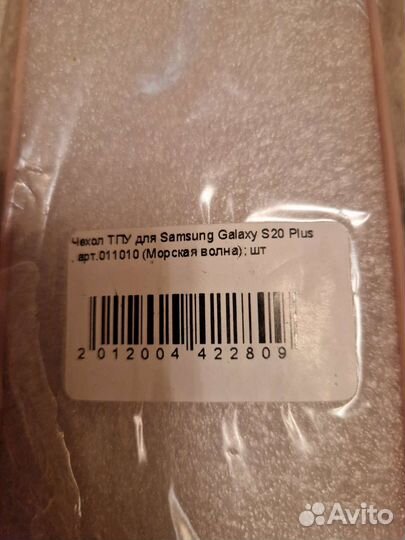 Чехол ТПУ для Samsung Galaxy S20 Plus
арт.011010 (Морская волна); шт
2 012004 422809
Avito